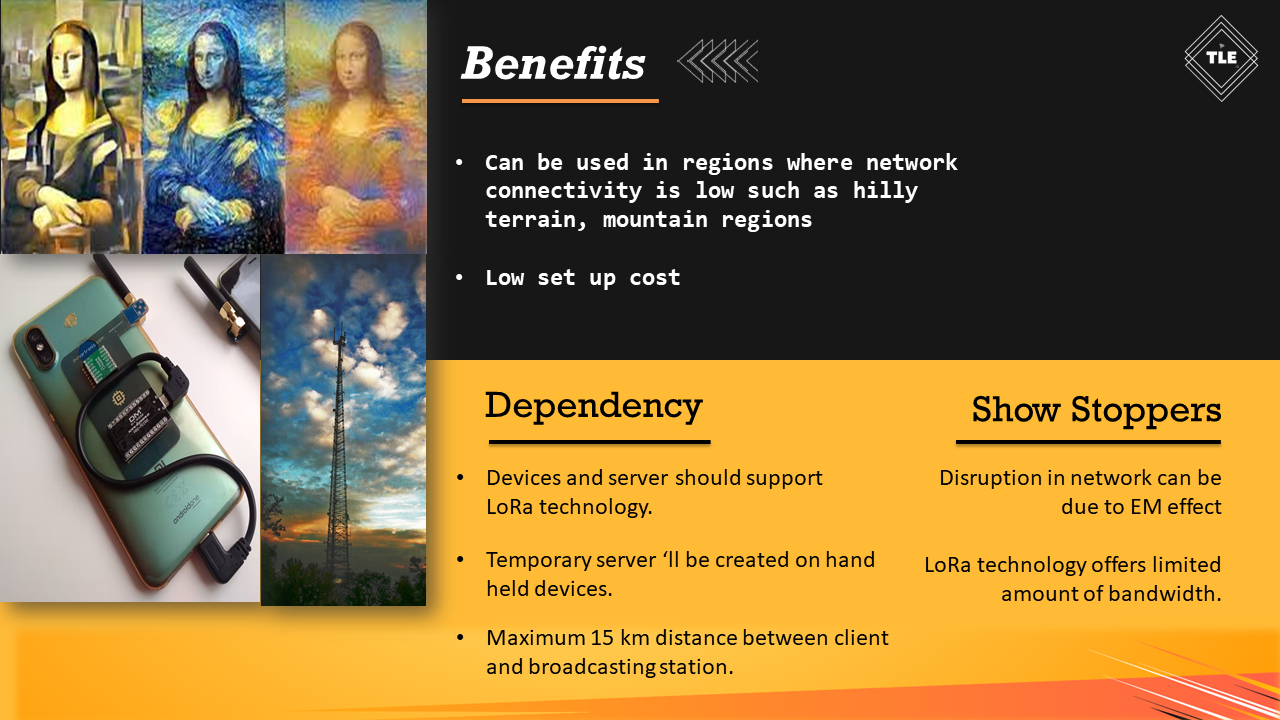 Benefits
TLE
• Can be used in regions where network
connectivity is low such as hilly
terrain, mountain regions
• Low set up cost
Dependency
• Devices and server should support
LoRa technology.
• Temporary server ‘ll be created on hand
held devices.
• Maximum 15 km distance between client
and broadcasting station.
Show Stoppers
Disruption in network can be
due to EM effect
LoRa technology offers limited
amount of bandwidth.
androidone